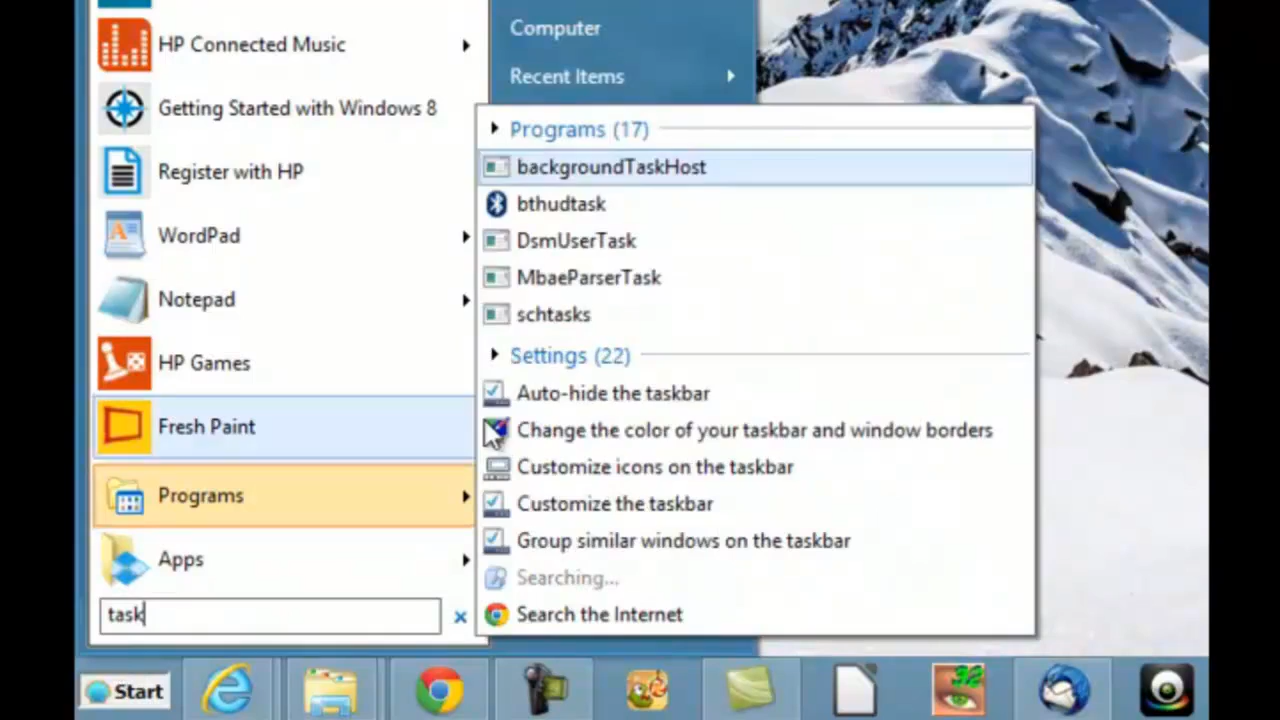 HP Connected Music
Getting Started with Windows 8
Register with HP
WordPad
Notepad
HP Games
Fresh Paint
Programs
Apps
task
Computer
Recent Items
Programs (17)
backgroundTaskHost
bthudtask
DsmUserTask
MbaeParserTask
schtasks
Settings (22)
Auto-hide the taskbar
Change the color of your taskbar and window borders
Customize icons on the taskbar
Customize the taskbar
Group similar windows on the taskbar
Searching...
Search the Internet
Start
32